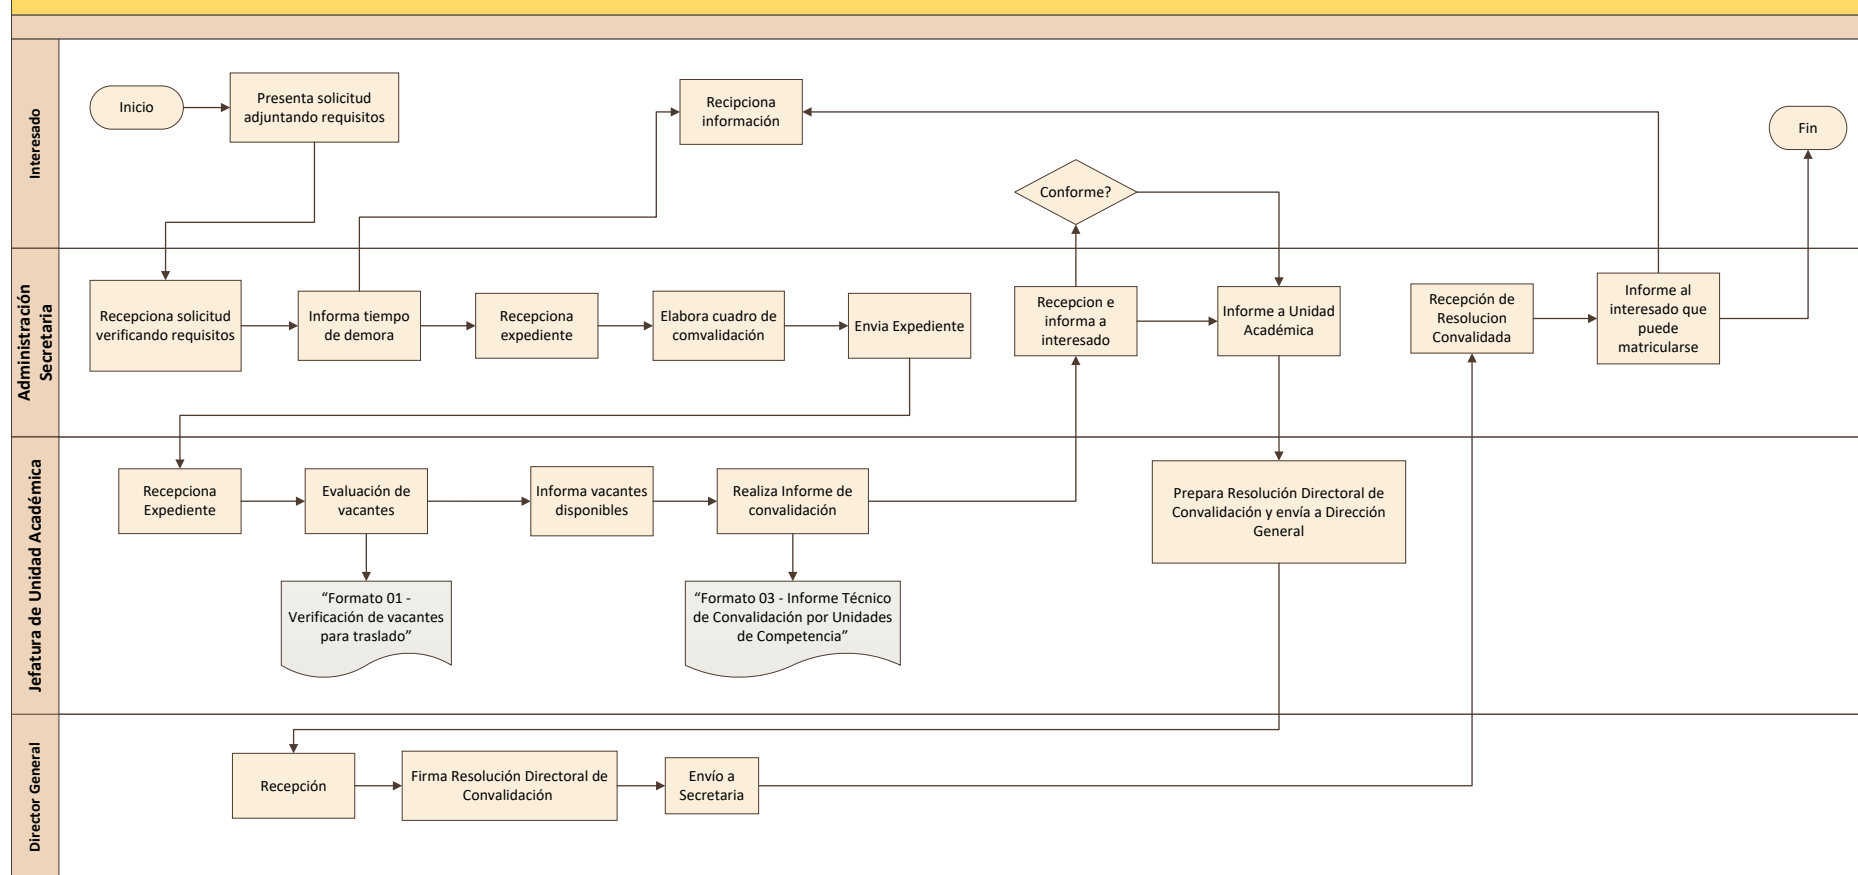 Interesado
Inicio
Presenta solicitud
adjuntando requisitos
Recipciona
información
Conforme?
Fin
Administración
Secretaria
Recepciona solicitud
verificando requisitos
Informa tiempo
de demora
Recepciona
expediente
Elabora cuadro de
comvalidación
Envia Expediente
Recepcion e
informa a
interesado
Informe a Unidad
Académica
Recepción de
Resolucion
Convalidada
Informe al
interesado que
puede
matricularse
Jefatura de Unidad Académica
Recepciona
Expediente
Evaluación de
vacantes
Informa vacantes
disponibles
Realiza Informe de
convalidación
Prepara Resolución Directoral de
Convalidación y envía a Dirección
General
“Formato 01 -
Verificación de vacantes
para traslado”
“Formato 03 - Informe Técnico
de Convalidación por Unidades
de Competencia”
Director General
Recepción
Firma Resolución Directoral de
Convalidación
Envío a
Secretaria